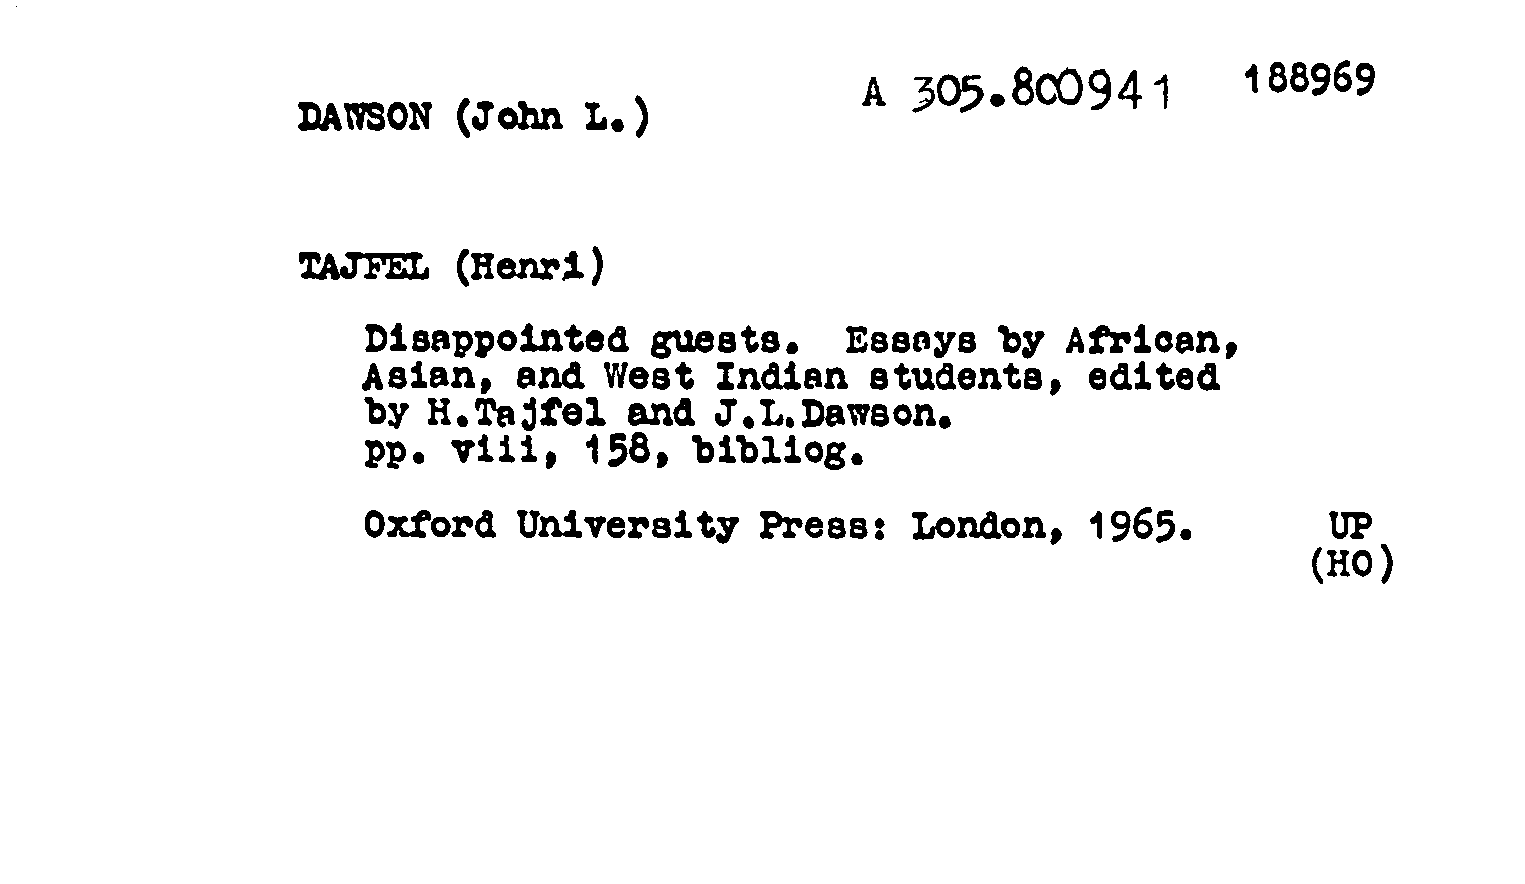 DAWSON (John L.) A 305.800941 188969
TAJFEL (Henri)
Disappointed guests. Essays by African,
Asian, and West Indian students, edited
by H.Tajfel and J.L.Dawson.
pp. viii, 158, bibliog.
Oxford University Press: London, 1965. UP
(HO)